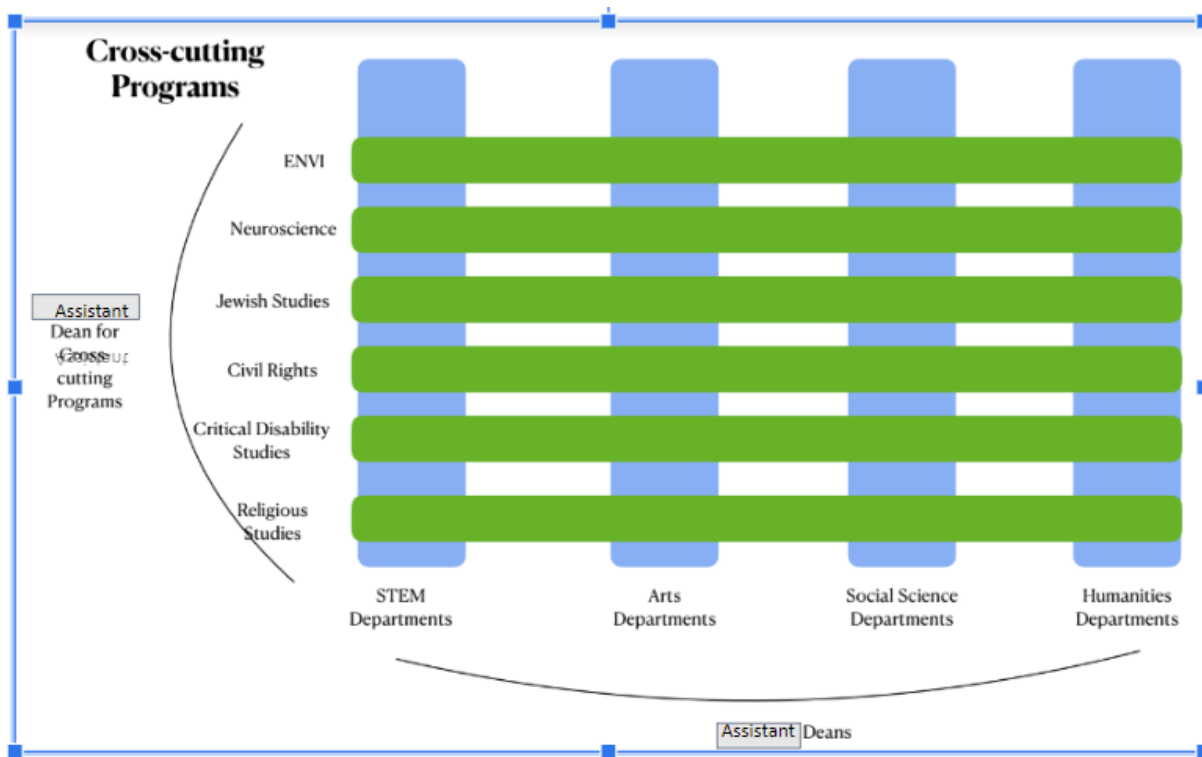 Cross-cutting
Programs
ENVI
Neuroscience
Jewish Studies
Civil Rights
Critical Disability
Studies
Religious
Studies
Assistant
Dean for
Cross-
cutting
Programs
STEM
Departments
Arts
Departments
Social Science
Departments
Humanities
Departments
Assistant Deans